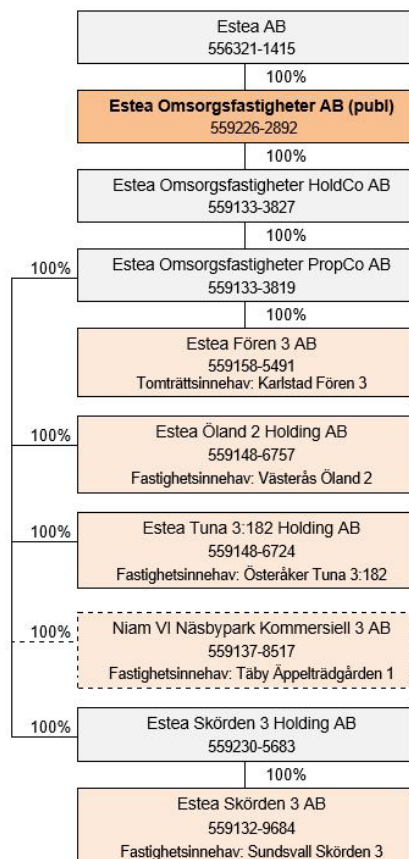 Estea AB
556321-1415
100%
Estea Omsorgsfastigheter AB (publ)
559226-2892
100%
Estea Omsorgsfastigheter HoldCo AB
559133-3827
100%
100%
Estea Omsorgsfastigheter PropCo AB
559133-3819
100%
Estea Fören 3 AB
559158-5491
Tomträttsinnehav: Karlstad Fören 3
100%
Estea Öland 2 Holding AB
559148-6757
Fastighetsinnehav: Västerås Öland 2
100%
Estea Tuna 3:182 Holding AB
559148-6724
Fastighetsinnehav: Österåker Tuna 3:182
100%
Niam VI Näsbypark Kommersiell 3 AB
559137-8517
Fastighetsinnehav: Täby Äppelträdgården 1
100%
Estea Skörden 3 Holding AB
559230-5683
100%
Estea Skörden 3 AB
559132-9684
Fastighetsinnehav: Sundsvall Skörden 3